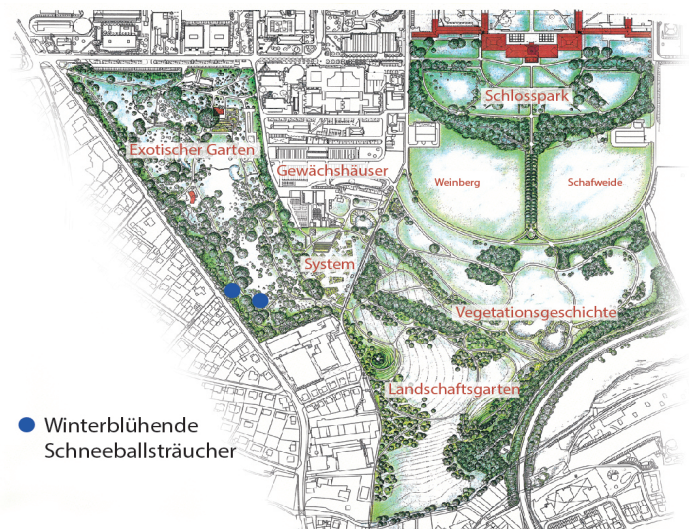 Schlosspark
Exotischer Garten
Gewächshäuser
Weinberg
Schafweide
System
Vegetationsgeschichte
Landschaftsgarten
Winterblühende
Schneeballsträucher